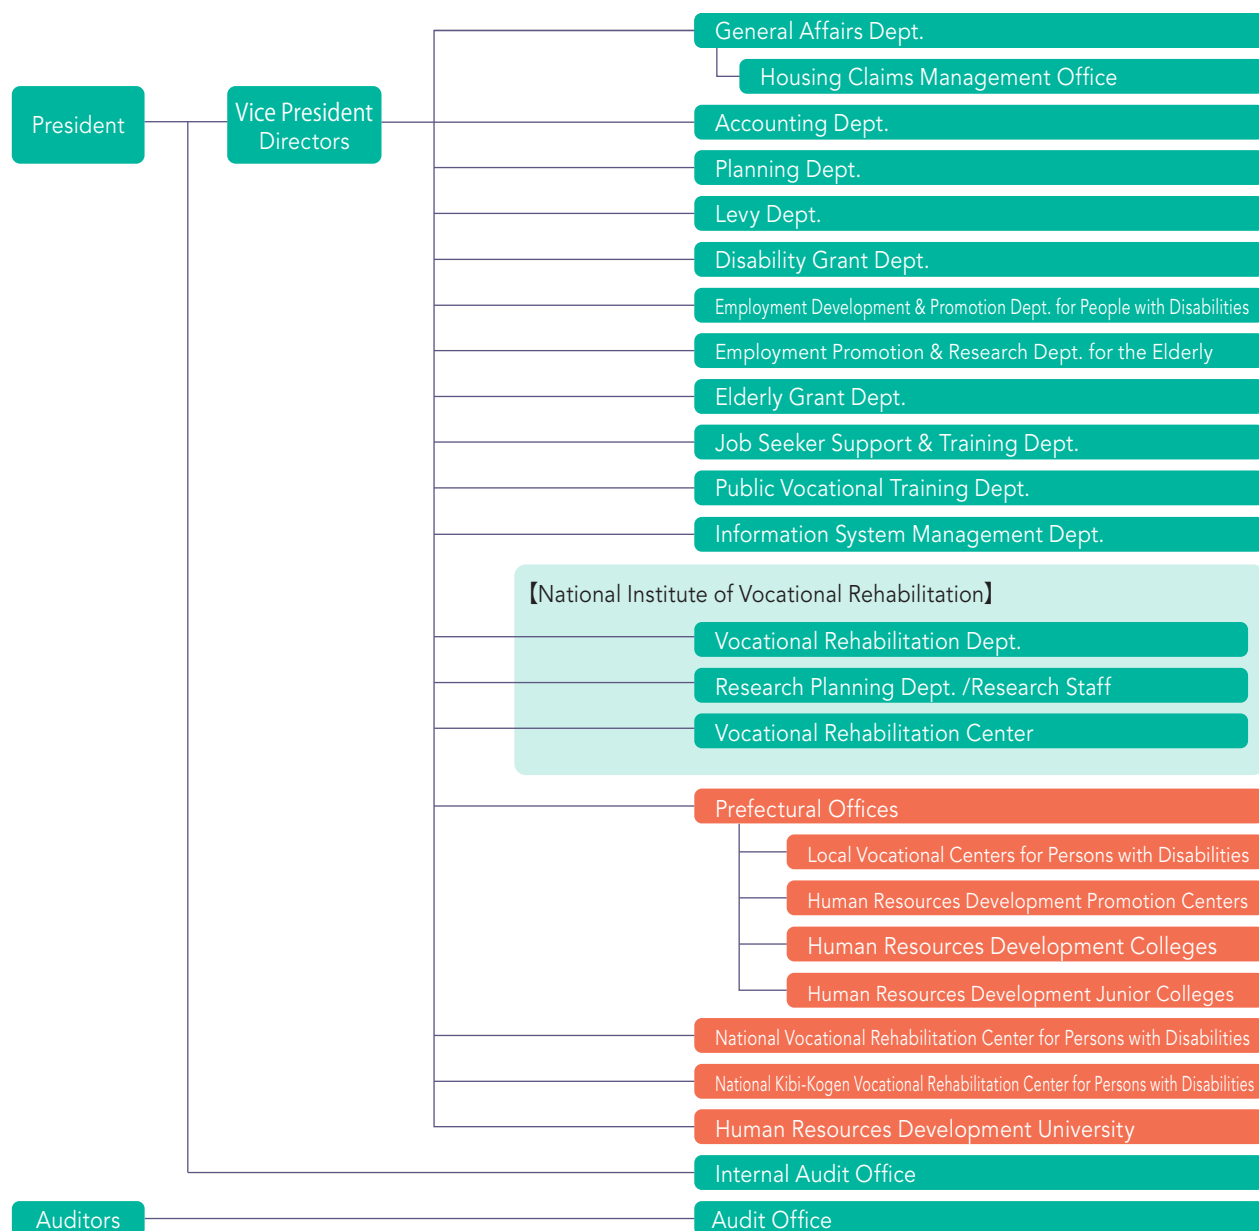 General Affairs Dept.
Housing Claims Management Office
President
Vice President
Directors
Accounting Dept.
Planning Dept.
Levy Dept.
Disability Grant Dept.
Employment Development & Promotion Dept. for People with Disabilities
Employment Promotion & Research Dept. for the Elderly
Elderly Grant Dept.
Job Seeker Support & Training Dept.
Public Vocational Training Dept.
Information System Management Dept.
【National Institute of Vocational Rehabilitation】
Vocational Rehabilitation Dept.
Research Planning Dept. /Research Staff
Vocational Rehabilitation Center
Prefectural Offices
Local Vocational Centers for Persons with Disabilities
Human Resources Development Promotion Centers
Human Resources Development Colleges
Human Resources Development Junior Colleges
National Vocational Rehabilitation Center for Persons with Disabilities
National Kibi-Kogen Vocational Rehabilitation Center for Persons with Disabilities
Human Resources Development University
Internal Audit Office
Auditors
Audit Office